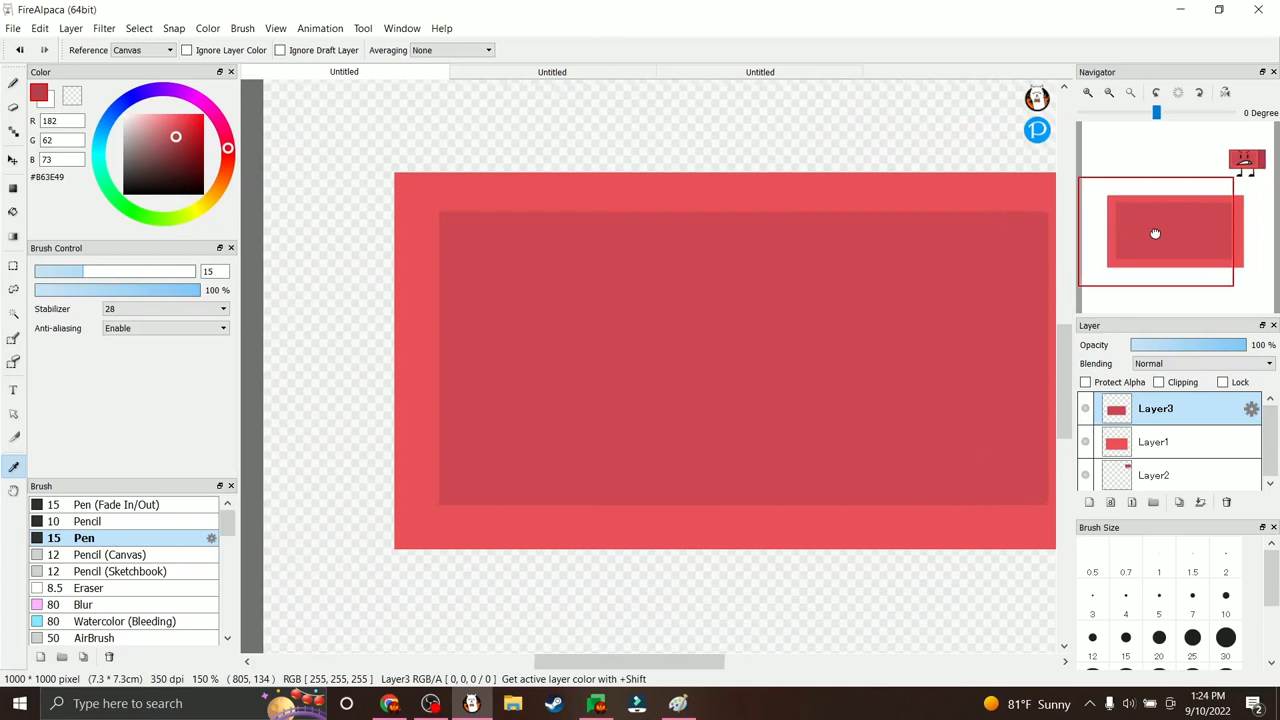 FireAlpaca (64bit)
File Edit Layer Filter Select Snap Color Brush View Animation Tool Window Help
Reference Canvas Ignore Layer Color Ignore Draft Layer Averaging None
Color
Untitled Untitled Untitled
Navigator
R 182
G 62
B 73
#B63E49
0 Degree
Brush Control
15
100 %
Stabilizer 28
Anti-aliasing Enable
Layer
Opacity 100 %
Blending Normal
Protect Alpha Clipping Lock
Layer3
Layer1
Layer2
Brush
15 Pen (Fade In/Out)
10 Pencil
15 Pen
12 Pencil (Canvas)
12 Pencil (Sketchbook)
8.5 Eraser
80 Blur
80 Watercolor (Bleeding)
50 AirBrush
Brush Size
0.5 0.7 1 1.5 2
3 4 5 7 10
12 15 20 25 30
1000 * 1000 pixel (7.3 * 7.3cm) 350 dpi 150 % ( 805, 134 ) RGB [ 255, 255, 255 ] Layer3 RGB/A [ 0, 0, 0 / 0 ] Get active layer color with +Shift
Type here to search
81°F Sunny
1:24 PM
9/10/2022